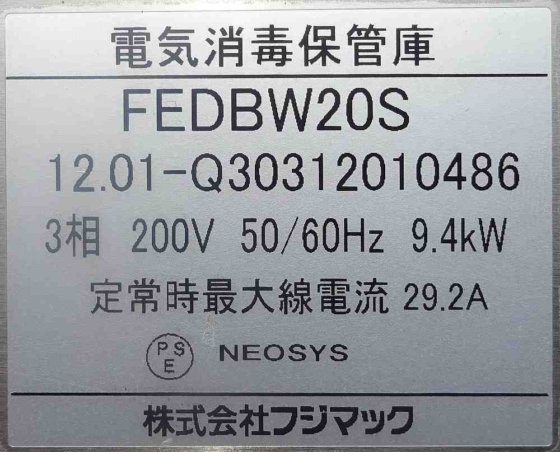 電気消毒保管庫
FEDBW20S
12.01-Q30312010486
3相 200V 50/60Hz 9.4kW
定常時最大線電流 29.2A
PSE NEOSYS
株式会社フジマック